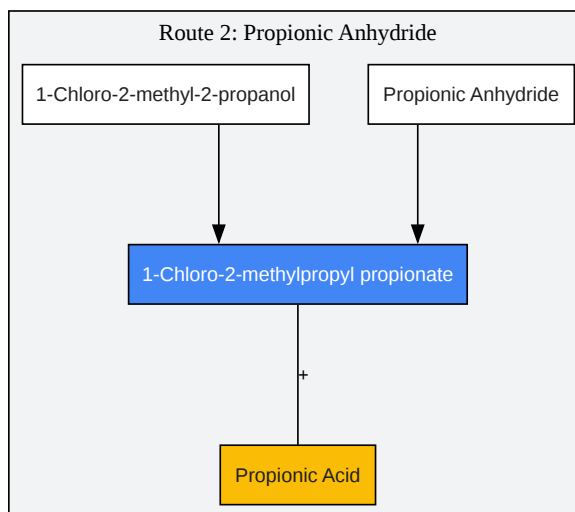 Route 2: Propionic Anhydride
1-Chloro-2-methyl-2-propanol
Propionic Anhydride
1-Chloro-2-methylpropyl propionate
+
Propionic Acid